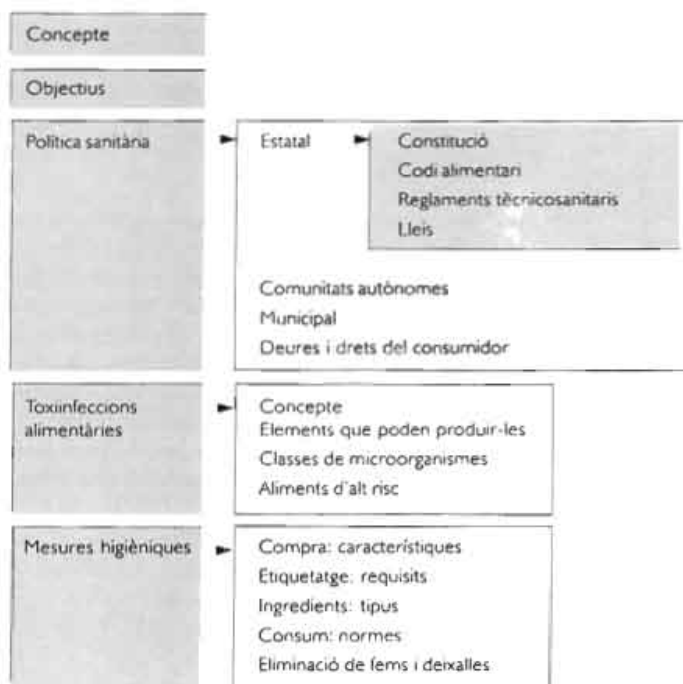 Concepte
Objectius
Política sanitària
Estatal
Constitució
Codi alimentari
Reglaments tècnicosanitaris
Lleis
Comunitats autònomes
Municipal
Deures i drets del consumidor
Toxiinfeccions
alimentàries
Concepte
Elements que poden produir-les
Classes de microorganismes
Aliments d'alt risc
Mesures higièniques
Compra: característiques
Etiquetatge: requisits
Ingredients: tipus
Consum: normes
Eliminació de fems i deixalles